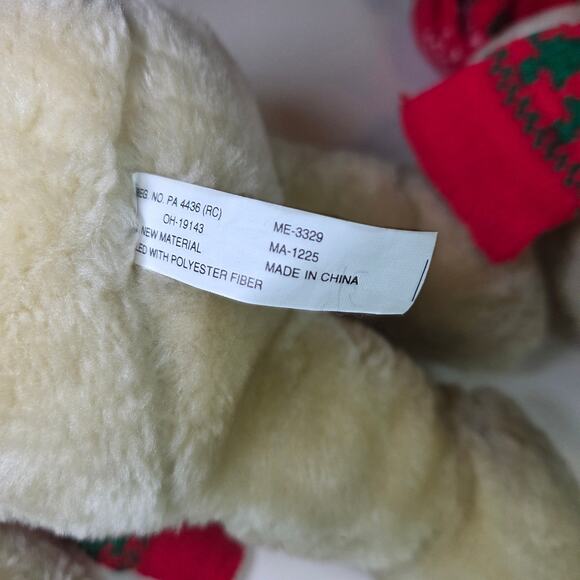 REG. NO. PA 4436 (RC)
OH-19143
NEW MATERIAL
WITH POLYESTER FIBER
ME-3329
MA-1225
MADE IN CHINA